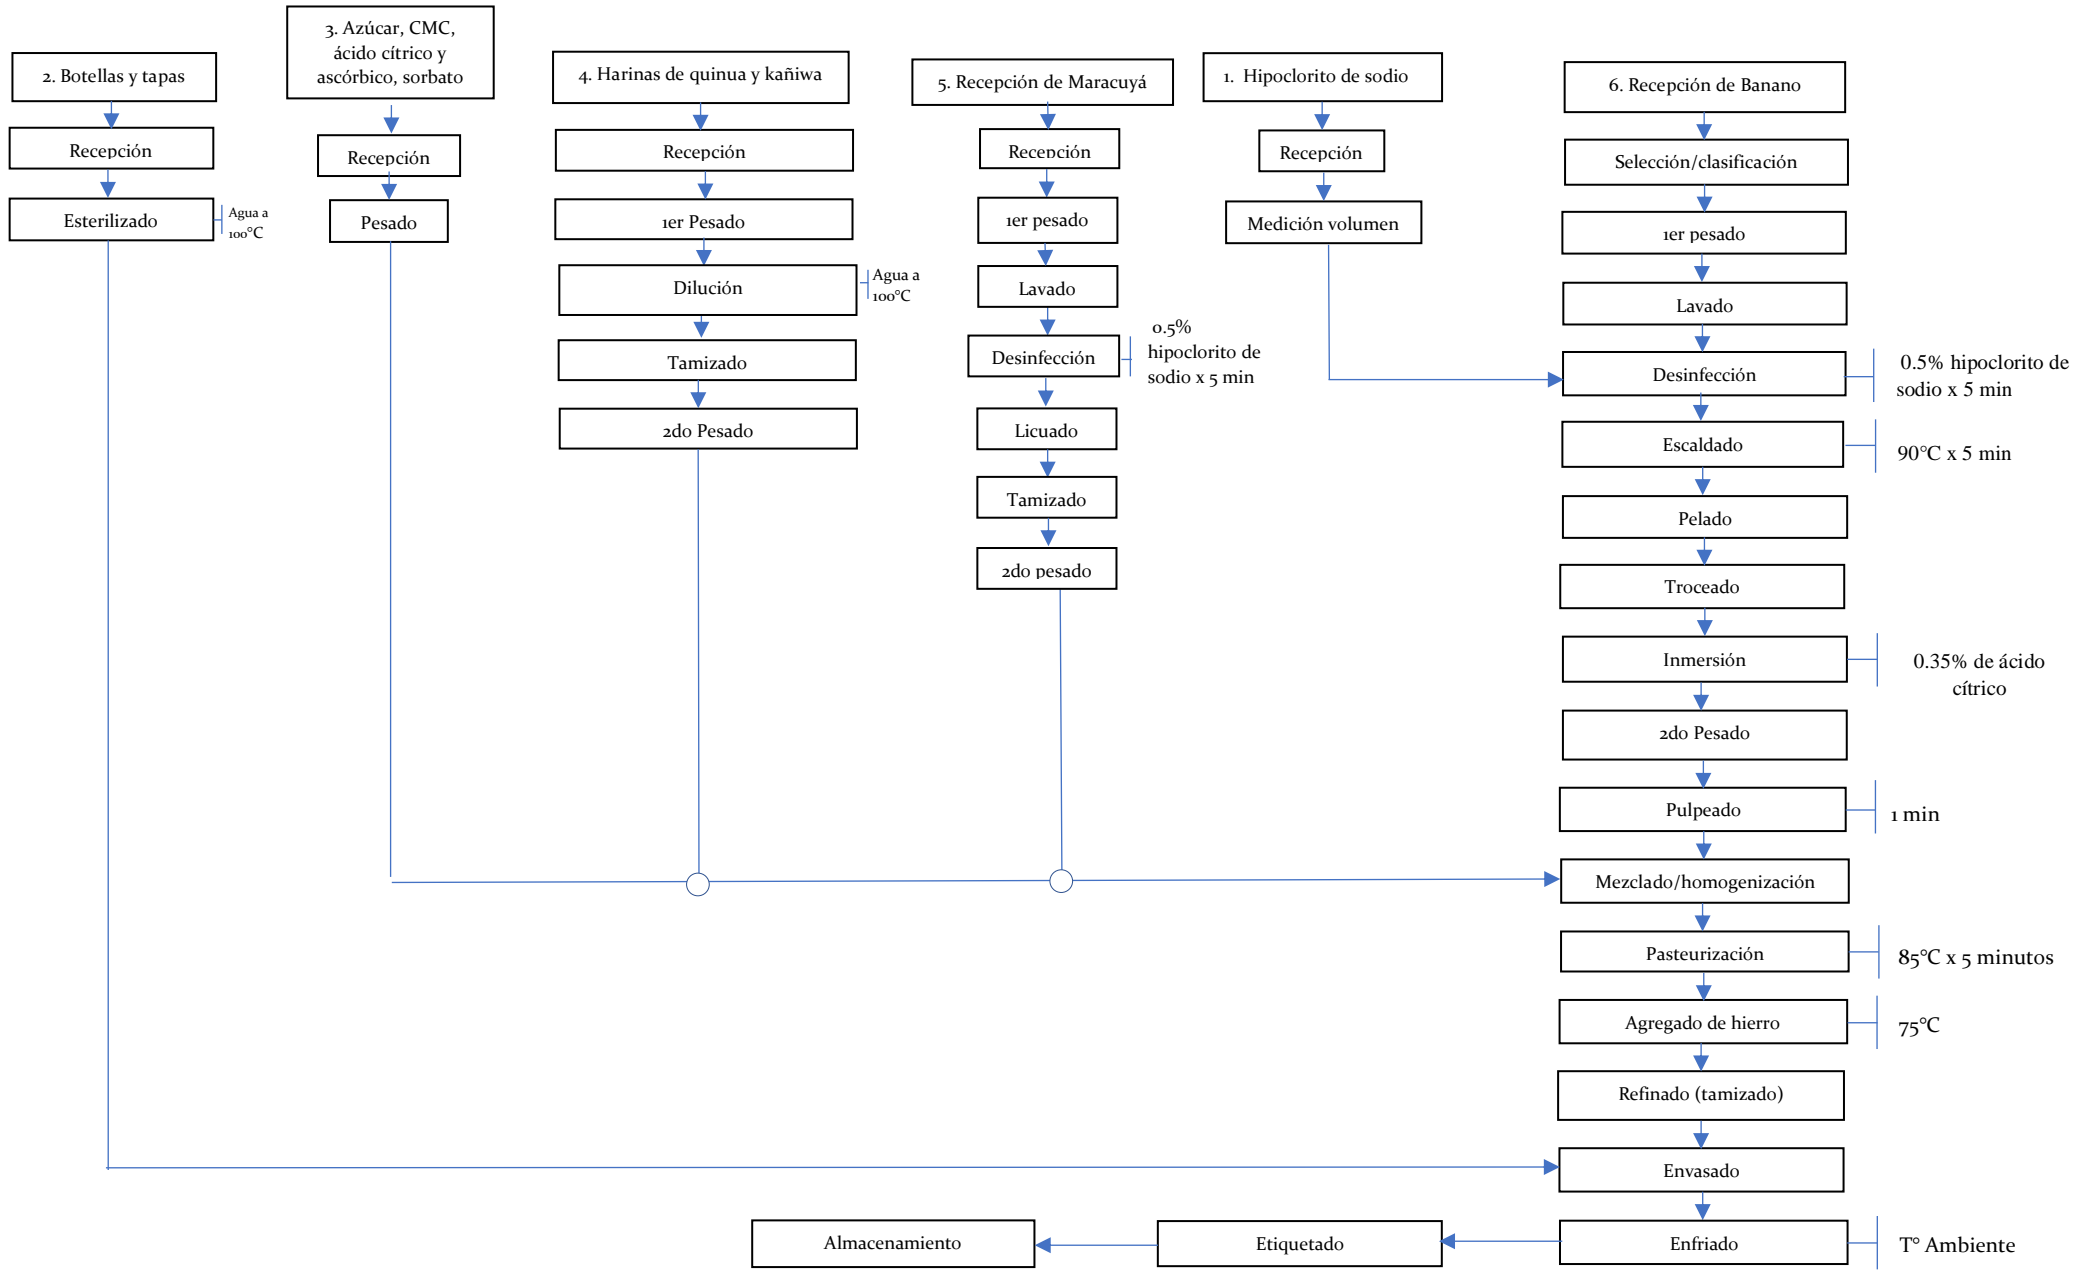 2. Botellas y tapas
Recepción
Esterilizado
Agua a
100°C
3. Azúcar, CMC,
ácido cítrico y
ascórbico, sorbato
Recepción
Pesado
4. Harinas de quinua y kañiwa
Recepción
1er Pesado
Dilución
Agua a
100°C
Tamizado
2do Pesado
5. Recepción de Maracuyá
Recepción
1er pesado
Lavado
Desinfección
0.5%
hipoclorito de
sodio x 5 min
Licuado
Tamizado
2do pesado
1. Hipoclorito de sodio
Recepción
Medición volumen
6. Recepción de Banano
Selección/clasificación
1er pesado
Lavado
Desinfección
0.5% hipoclorito de
sodio x 5 min
Escaldado
90°C x 5 min
Pelado
Troceado
Inmersión
0.35% de ácido
cítrico
2do Pesado
Pulpeado
1 min
Mezclado/homogenización
Pasteurización
85°C x 5 minutos
Agregado de hierro
75°C
Refinado (tamizado)
Envasado
Enfriado
T° Ambiente
Etiquetado
Almacenamiento